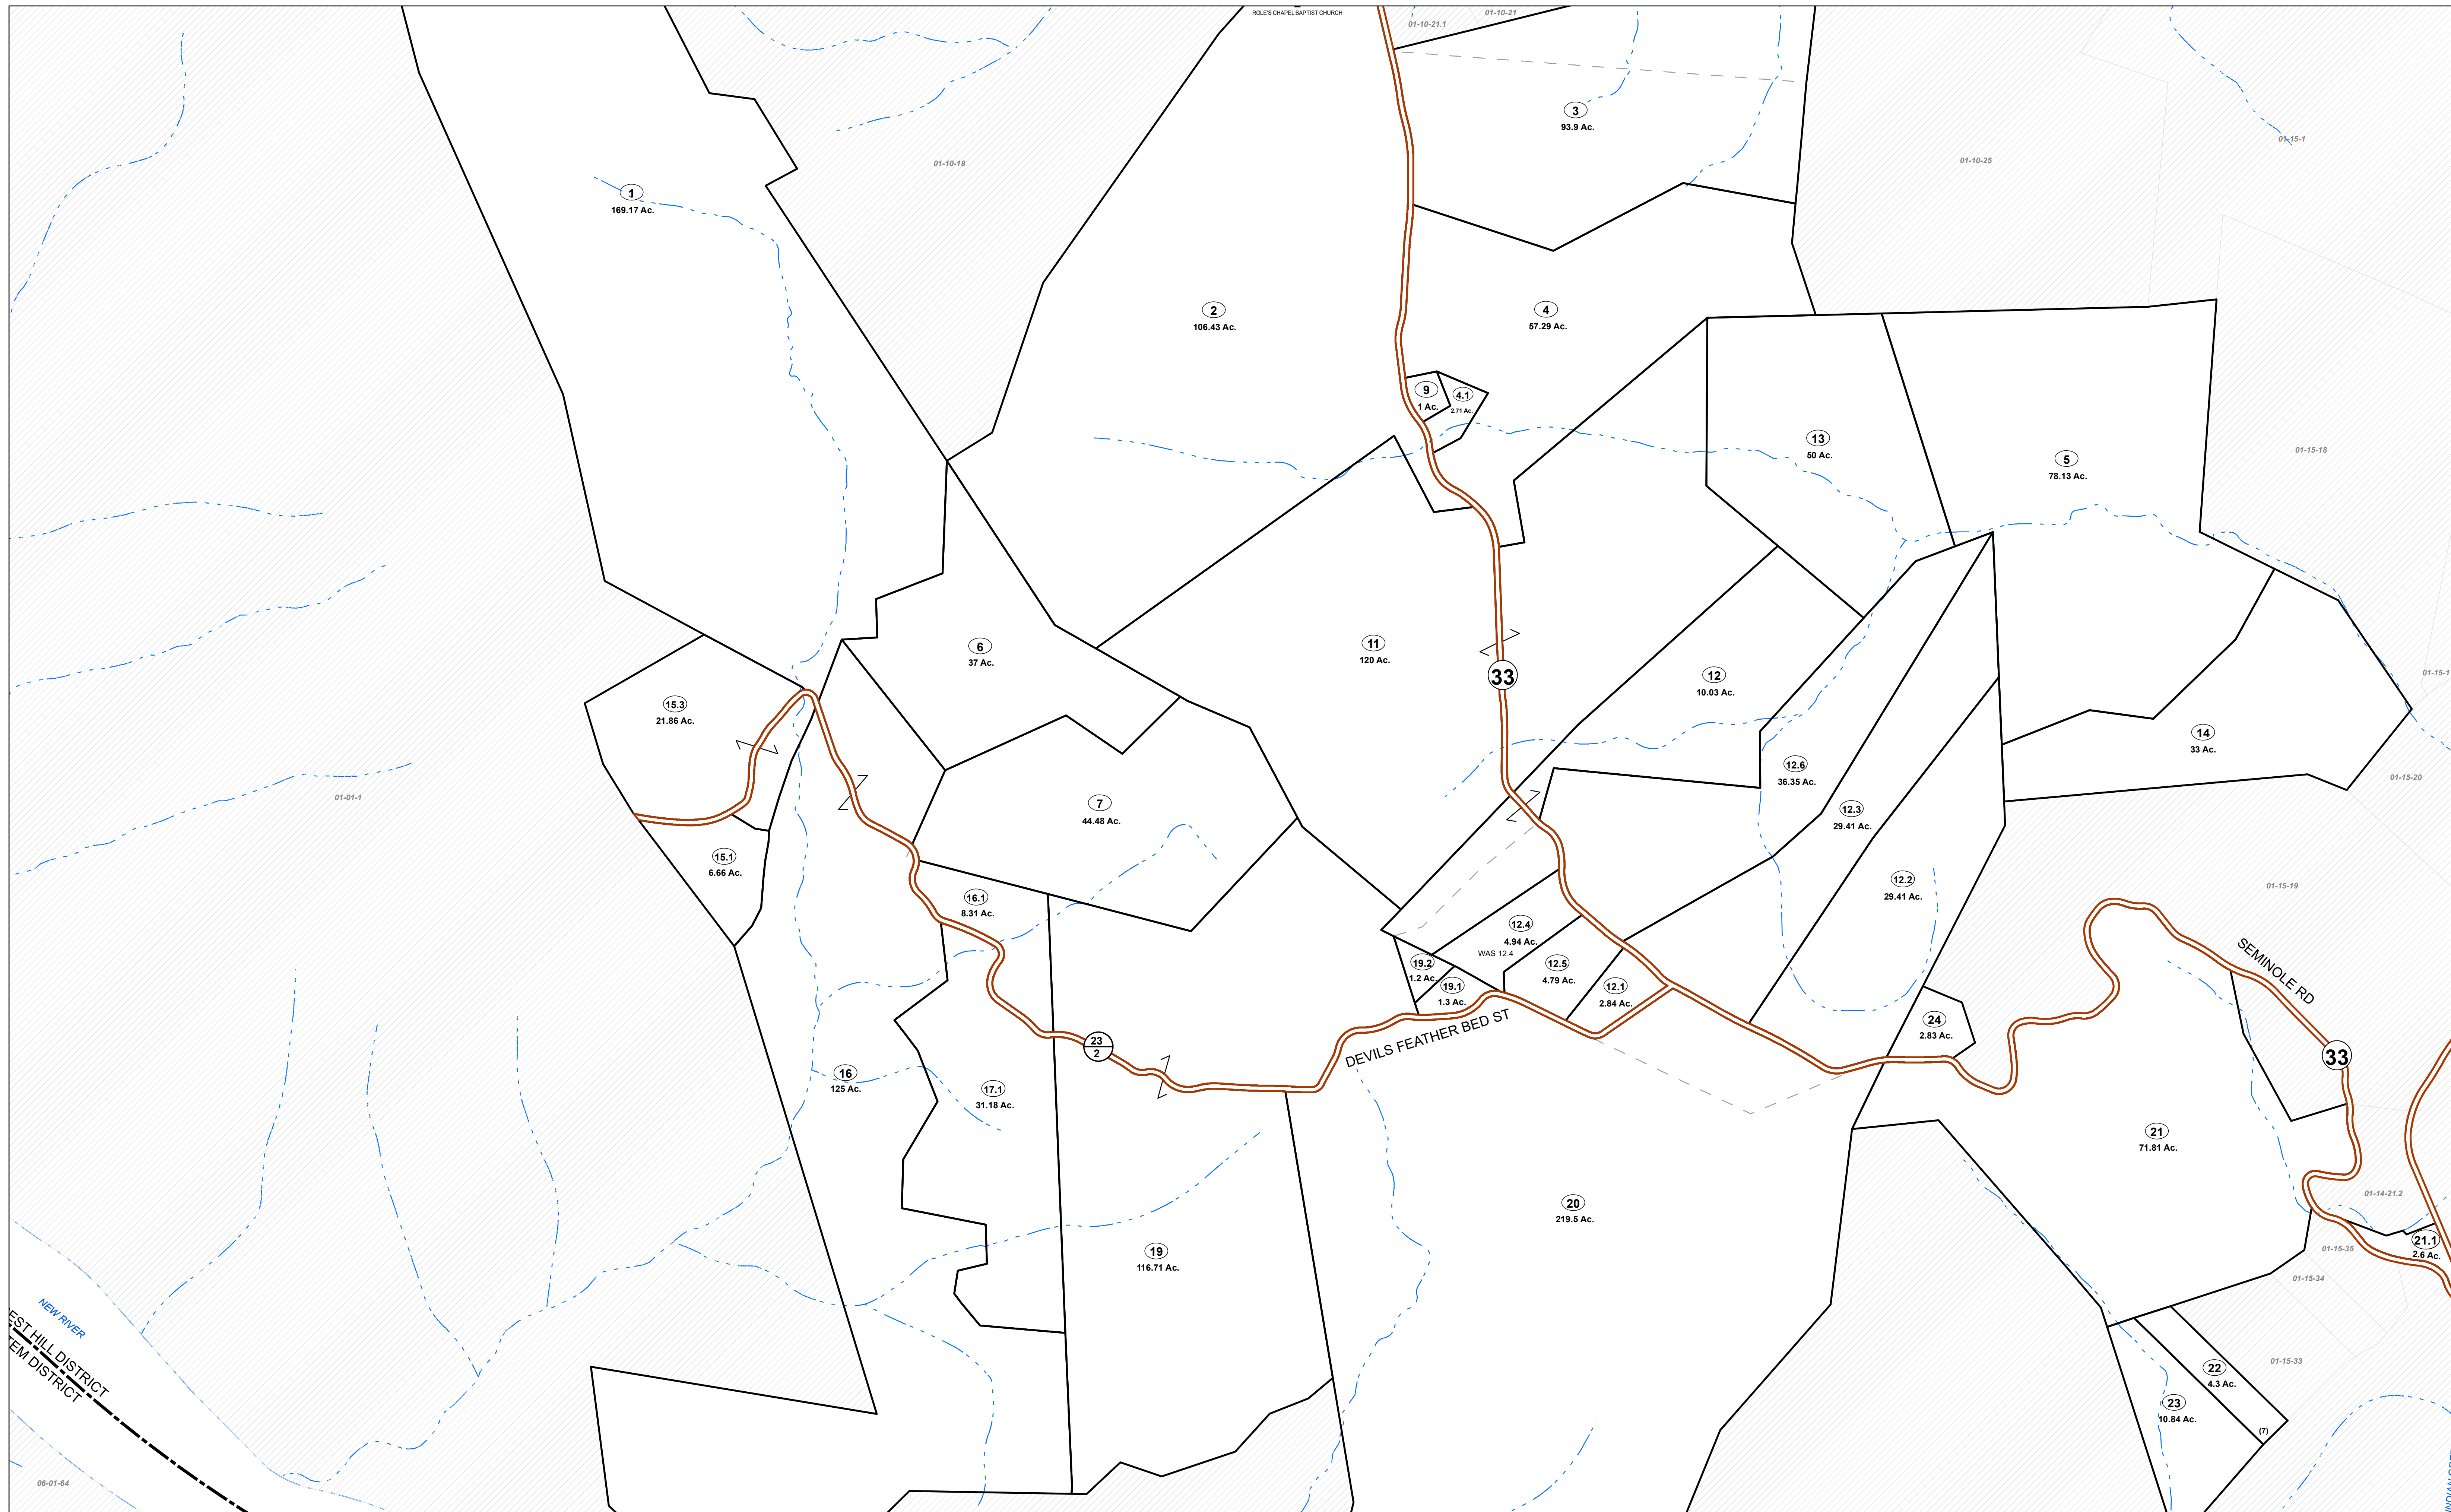 ROLE'S CHAPEL BAPTIST CHURCH
01-10-21
01-10-21.1
3
93.9 Ac.
01-15-1
01-10-18
01-10-25
1
169.17 Ac.
2
106.43 Ac.
4
57.29 Ac.
9
1 Ac.
4.1
2.71 Ac.
13
50 Ac.
5
78.13 Ac.
01-15-18
6
37 Ac.
11
120 Ac.
33
12
10.03 Ac.
15.3
21.86 Ac.
14
33 Ac.
01-15-20
12.6
36.35 Ac.
01-01-1
7
44.48 Ac.
12.3
29.41 Ac.
15.1
6.66 Ac.
12.2
29.41 Ac.
01-15-19
16.1
8.31 Ac.
12.4
4.94 Ac.
WAS 12.4
19.2
1.2 Ac.
12.5
4.79 Ac.
19.1
1.3 Ac.
12.1
2.84 Ac.
SEMINOLE RD
24
2.83 Ac.
DEVILS FEATHER BED ST
23
2
33
16
125 Ac.
17.1
31.18 Ac.
21
71.81 Ac.
01-14-21.2
20
219.5 Ac.
19
116.71 Ac.
21.1
2.6 Ac.
01-15-35
01-15-34
NEW RIVER
EST HILL DISTRICT
TEM DISTRICT
01-15-33
22
4.3 Ac.
23
10.84 Ac.
(7)
06-01-64